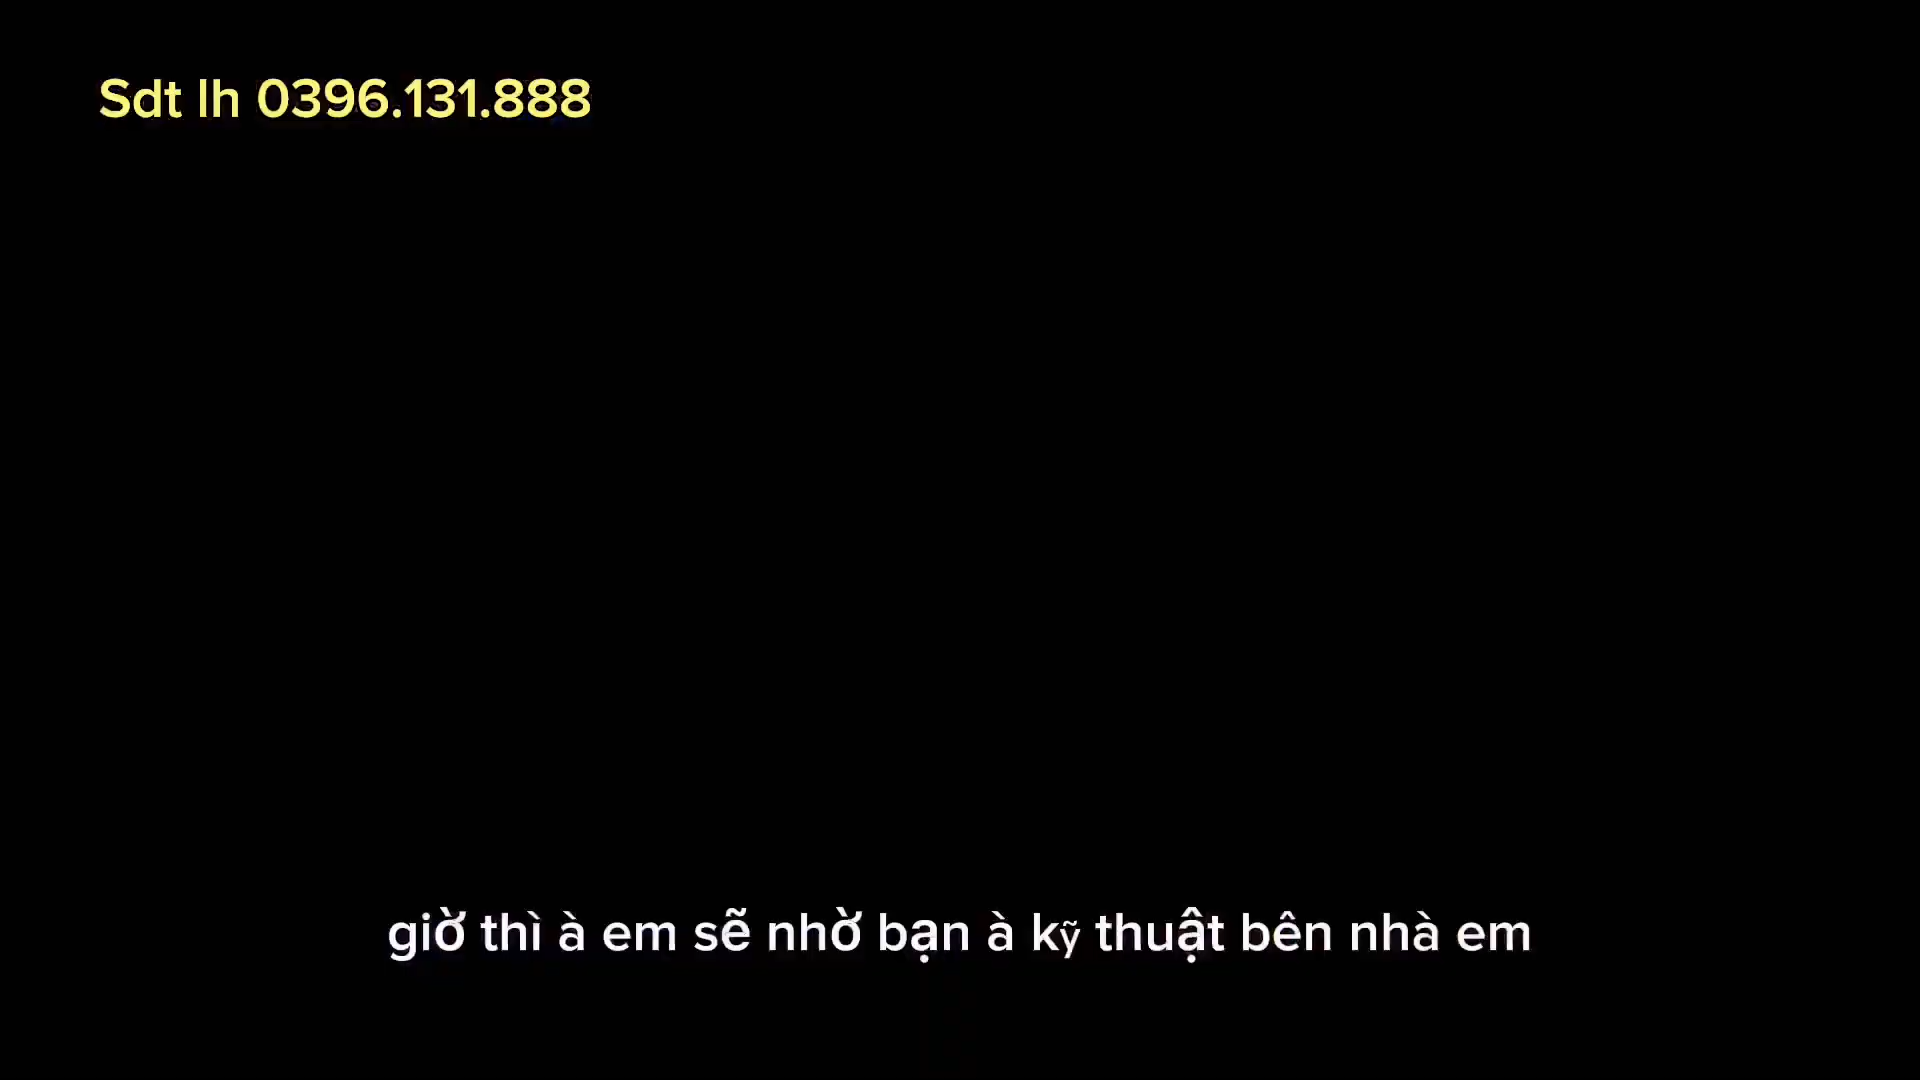 Sdt lh 0396.131.888
giờ thì à em sẽ nhờ bạn à kỹ thuật bên nhà em